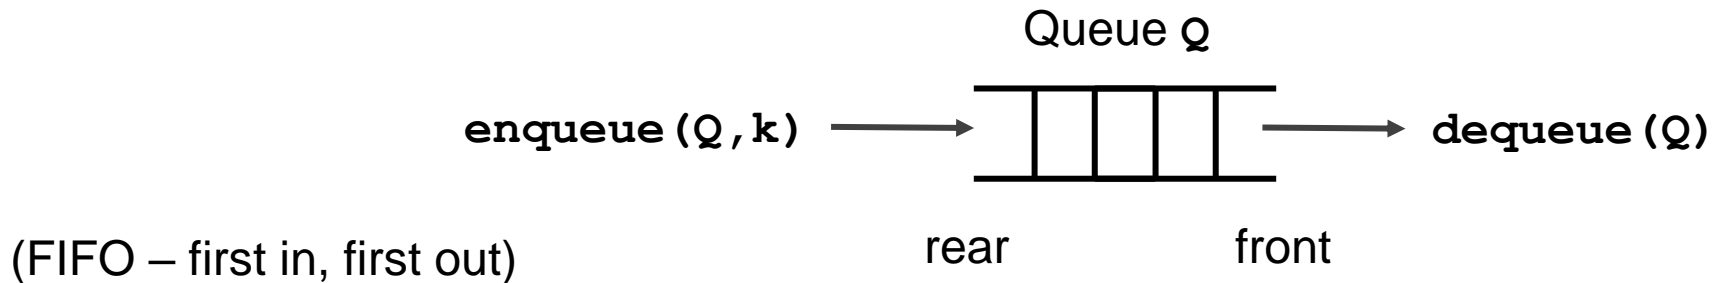 Queue Q
enqueue(Q,k)
dequeue(Q)
rear
front
(FIFO – first in, first out)